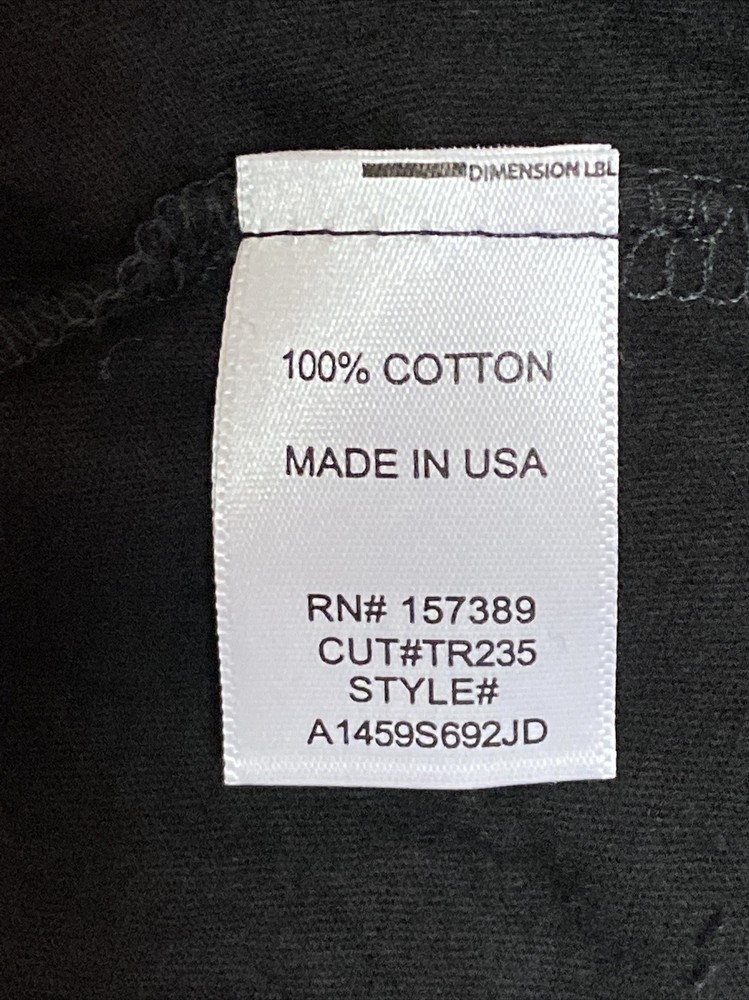 DIMENSION LBL
100% COTTON
MADE IN USA
RN# 157389
CUT#TR235
STYLE#
A1459S692JD